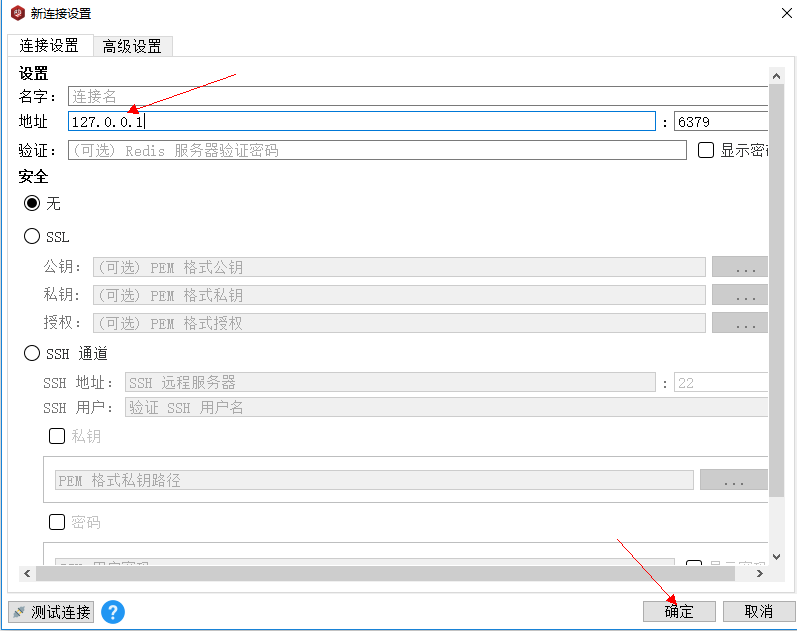 新连接设置
连接设置 高级设置
设置
名字: 连接名
地址 127.0.0.1 : 6379
验证: (可选) Redis 服务器验证密码 显示密
安全
无
SSL
公钥: (可选) PEM 格式公钥 ...
私钥: (可选) PEM 格式私钥 ...
授权: (可选) PEM 格式授权 ...
SSH 通道
SSH 地址: SSH 远程服务器 : 22
SSH 用户: 验证 SSH 用户名
私钥
PEM 格式私钥路径 ...
密码
测试连接 ? 确定 取消